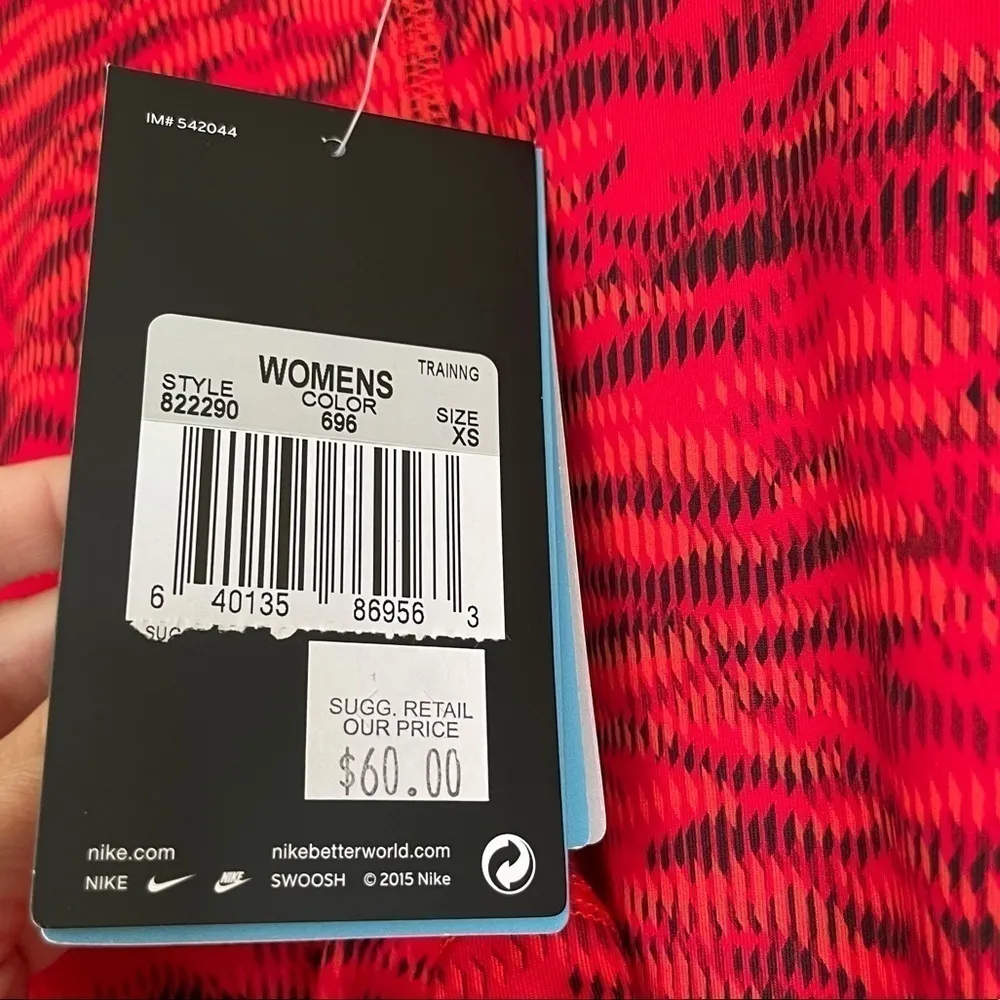 IM# 542044
WOMENS
TRAINNG
STYLE
822290
COLOR
696
SIZE
XS
6 40135 86956 3
SUGG. RETAIL
OUR PRICE
$60.00
nike.com
nikebetterworld.com
NIKE NIKE SWOOSH © 2015 Nike